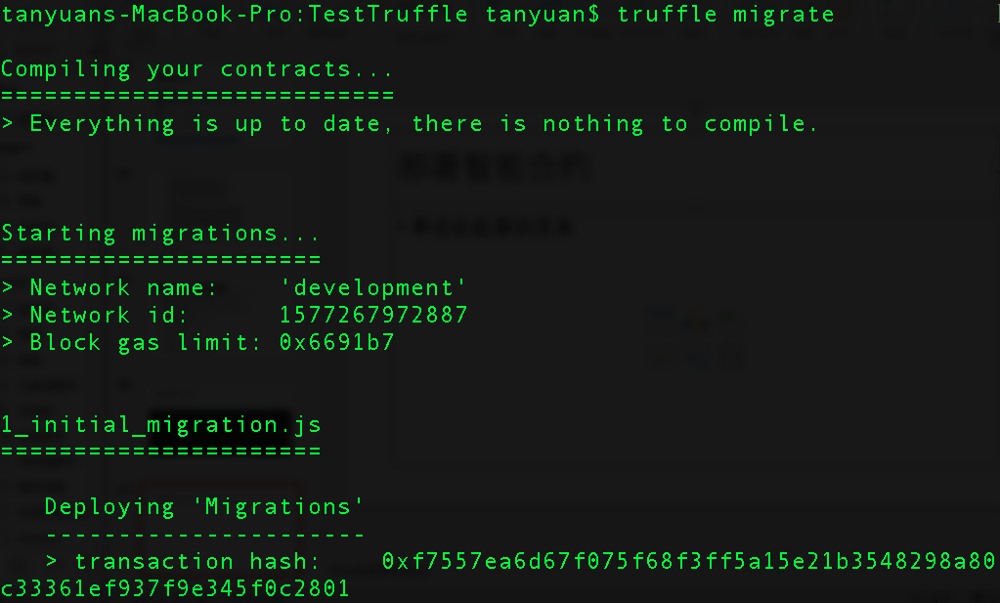 tanyuans-MacBook-Pro:TestTruffle tanyuan$ truffle migrate
Compiling your contracts...
===========================
> Everything is up to date, there is nothing to compile.
Starting migrations...
======================
> Network name:    'development'
> Network id:      1577267972887
> Block gas limit: 0x6691b7
1_initial_migration.js
======================
   Deploying 'Migrations'
   ----------------------
   > transaction hash:    0xf7557ea6d67f075f68f3ff5a15e21b3548298a80
c33361ef937f9e345f0c2801